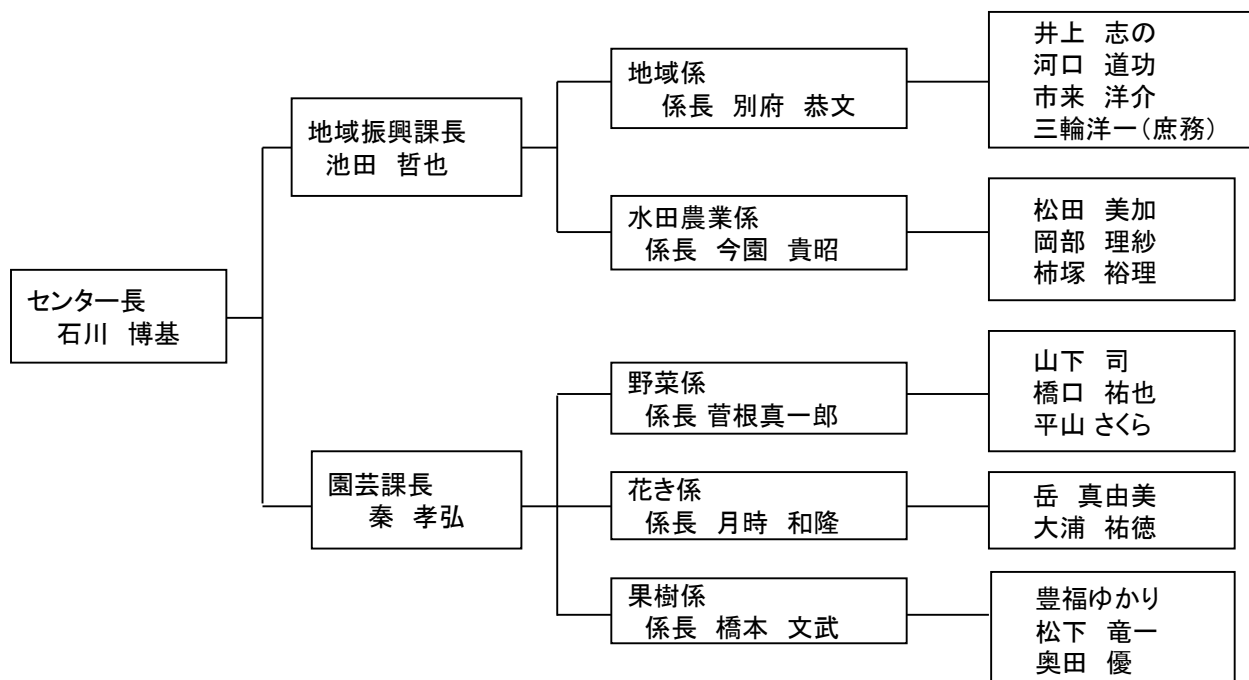 センター長
石川 博基
地域振興課長
池田 哲也
地域係
係長 別府 恭文
井上 志の
河口 道功
市来 洋介
三輪洋一(庶務)
水田農業係
係長 今園 貴昭
松田 美加
岡部 理紗
柿塚 裕理
園芸課長
秦 孝弘
野菜係
係長 菅根真一郎
山下 司
橋口 祐也
平山 さくら
花き係
係長 月時 和隆
岳 真由美
大浦 祐徳
果樹係
係長 橋本 文武
豊福ゆかり
松下 竜一
奥田 優